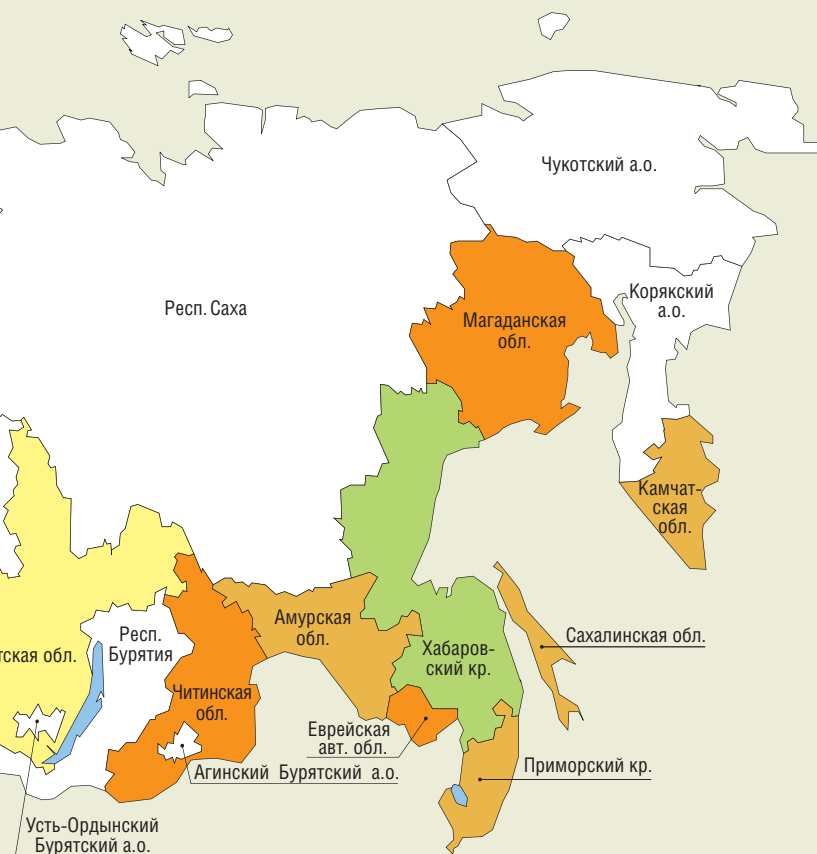 Чукотский а.о.
Корякский
а.о.
Респ. Саха
Магаданская
обл.
Камчат-
ская
обл.
Амурская
обл.
Респ.
Бурятия
тская обл.
Хабаров-
ский кр.
Сахалинская обл.
Читинская
обл.
Еврейская
авт. обл.
Агинский Бурятский а.о.
Приморский кр.
Усть-Ордынский
Бурятский а.о.